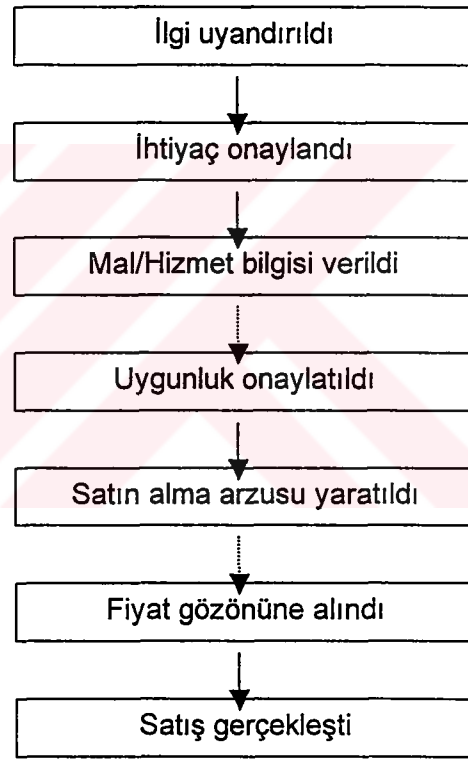 İlgi uyandırıldı
İhtiyaç onaylandı
Mal/Hizmet bilgisi verildi
Uygunluk onaylatıldı
Satın alma arzusu yaratıldı
Fiyat gözönüne alındı
Satış gerçekleşti